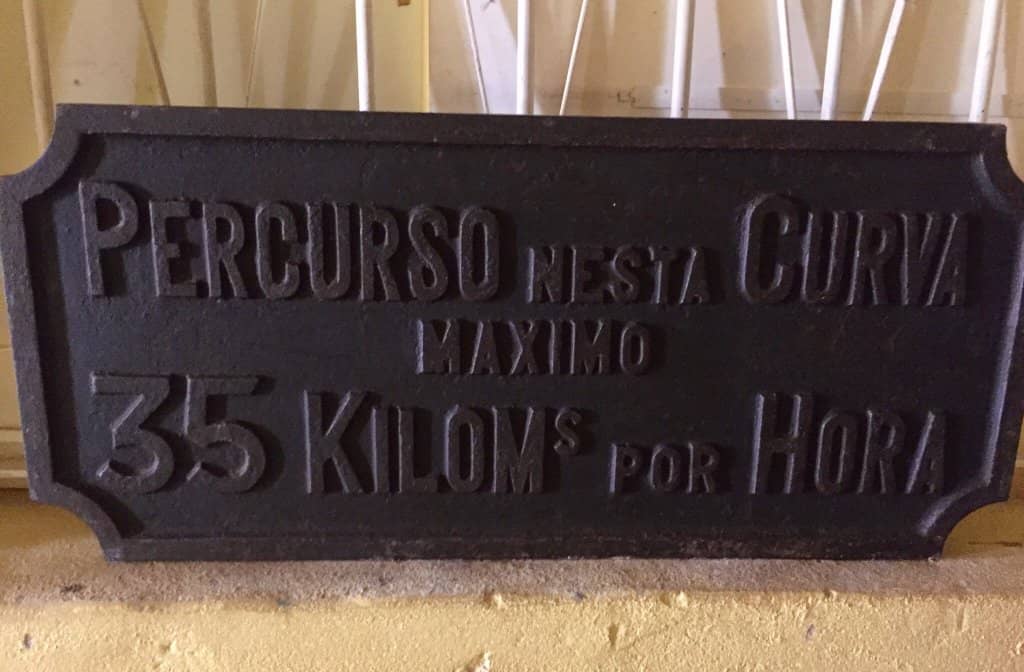 PERCURSO NESTA CURVA
MAXIMO
35 KILOMS POR HORA